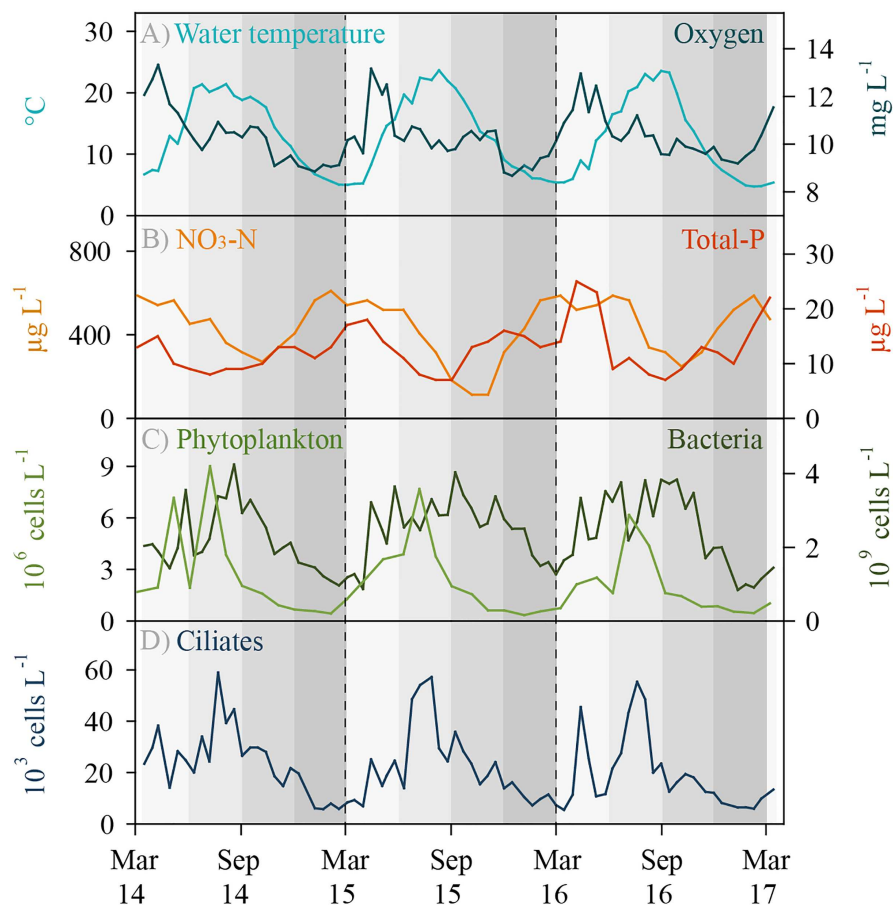 A) Water temperature Oxygen
30
20
10
0
°C
14
12
10
8
mg L-1
B) NO3-N Total-P
800
400
0
µg L-1
30
20
10
0
µg L-1
C) Phytoplankton Bacteria
9
6
3
0
10^6 cells L-1
4
2
0
10^9 cells L-1
D) Ciliates
60
40
20
0
10^3 cells L-1
Mar Sep Mar Sep Mar Sep Mar
14 14 15 15 16 16 17